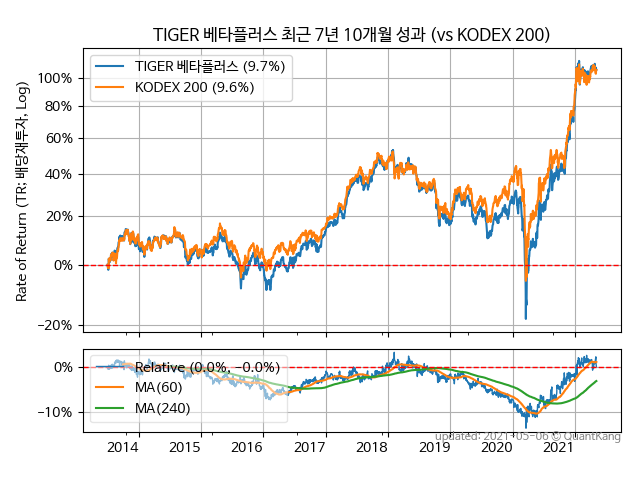 TIGER 베타플러스 최근 7년 10개월 성과 (vs KODEX 200)
Rate of Return (TR: 배당재투자, Log)
TIGER 베타플러스 (9.7%)
KODEX 200 (9.6%)
100%
80%
60%
40%
20%
0%
−20%
Relative (0.0%, -0.0%)
MA(60)
MA(240)
0%
−10%
2014 2015 2016 2017 2018 2019 2020 2021
updated: 2021-05-06 © QuantKang